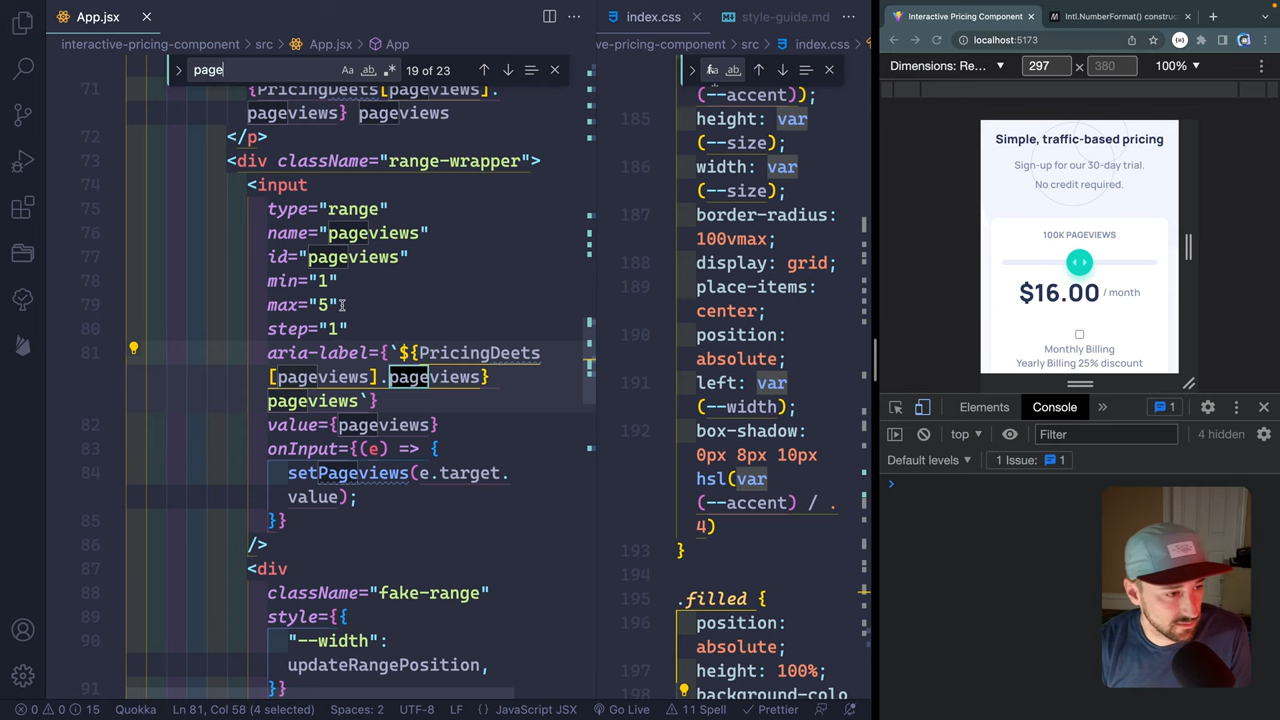 App.jsx
index.css
style-guide.md
interactive-pricing-component > src > App.jsx > App
ve-pricing-component > src > index.css
page
Aa
ab
.*
19 of 23
ab
71
{PricingDeets[pageviews].
pageviews} pageviews
72
</p>
73
<div className="range-wrapper">
74
<input
75
type="range"
76
name="pageviews"
77
id="pageviews"
78
min="1"
79
max="5"
80
step="1"
81
aria-label={`${PricingDeets
[pageviews].pageviews}
pageviews`}
82
value={pageviews}
83
onInput={(e) => {
84
setPageviews(e.target.
value);
85
}}
86
/>
87
<div
88
className="fake-range"
89
style={{
90
"--width":
updateRangePosition,
91
}}
(--accent));
185
height: var
(--size);
186
width: var
(--size);
187
border-radius:
100vmax;
188
display: grid;
189
place-items:
center;
190
position:
absolute;
191
left: var
(--width);
192
box-shadow:
0px 8px 10px
hsl(var
(--accent) / .
4)
193
}
194
195
.filled {
196
position:
absolute;
197
height: 100%;
198
background-colo
0
0
15
Quokka
Ln 81, Col 58 (4 selected)
Spaces: 2
UTF-8
LF
{ } JavaScript JSX
Go Live
11 Spell
Prettier
Interactive Pricing Component
Intl.NumberFormat() construc
localhost:5173
Dimensions: Re...
297
×
380
100%
Simple, traffic-based pricing
Sign-up for our 30-day trial.
No credit required.
100K PAGEVIEWS
$16.00 / month
Monthly Billing
Yearly Billing 25% discount
Elements
Console
1
top
Filter
4 hidden
Default levels
1 Issue:
1